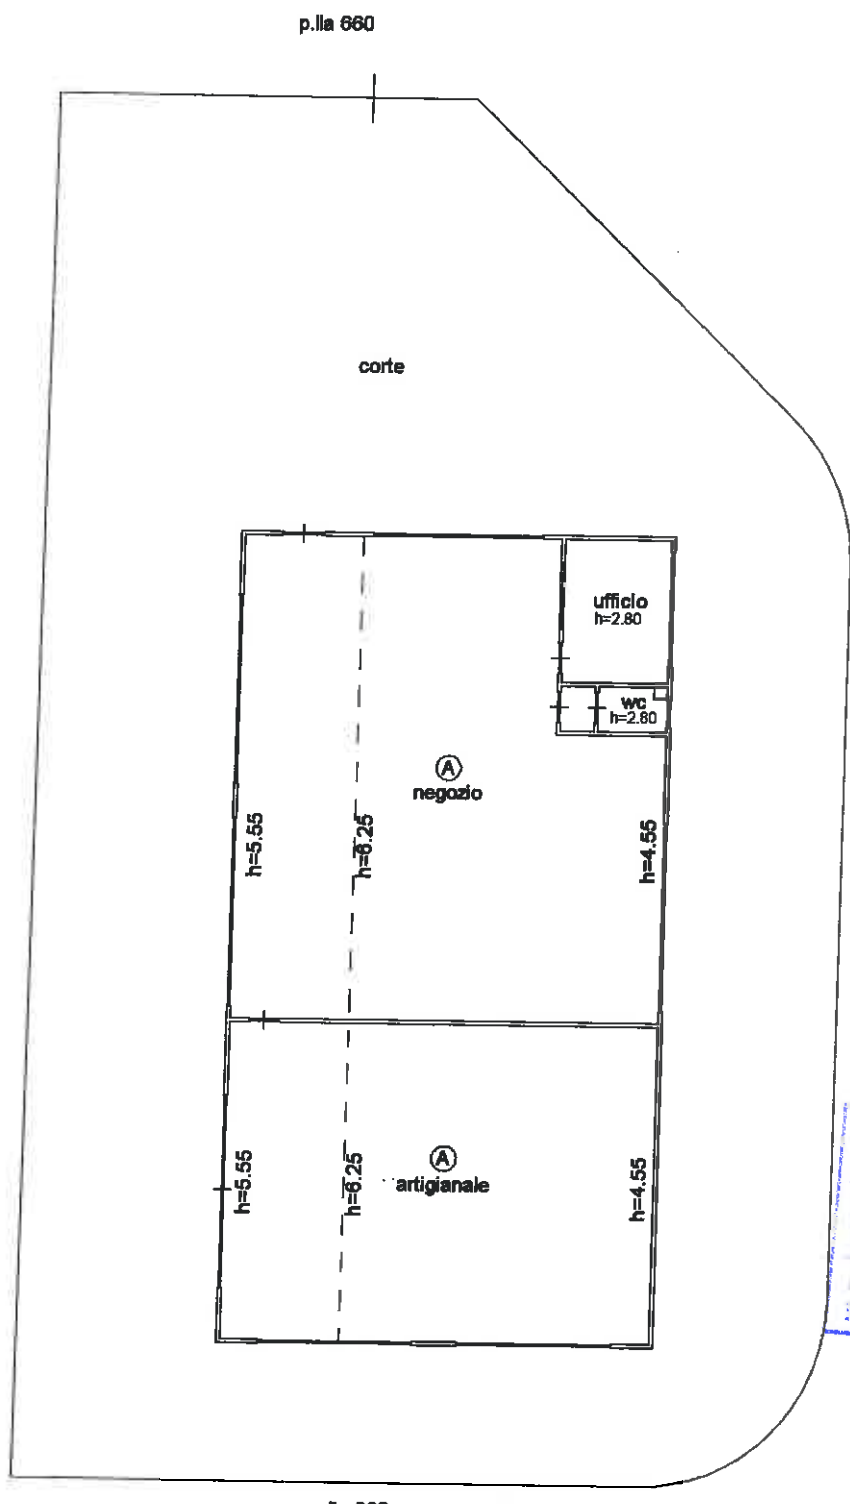 p.lla 660
corte
ufficio
h=2.80
wc
h=2.80
A
negozio
h=5.55
h=6.25
h=4.55
A
artigianale
h=5.55
h=6.25
h=4.55